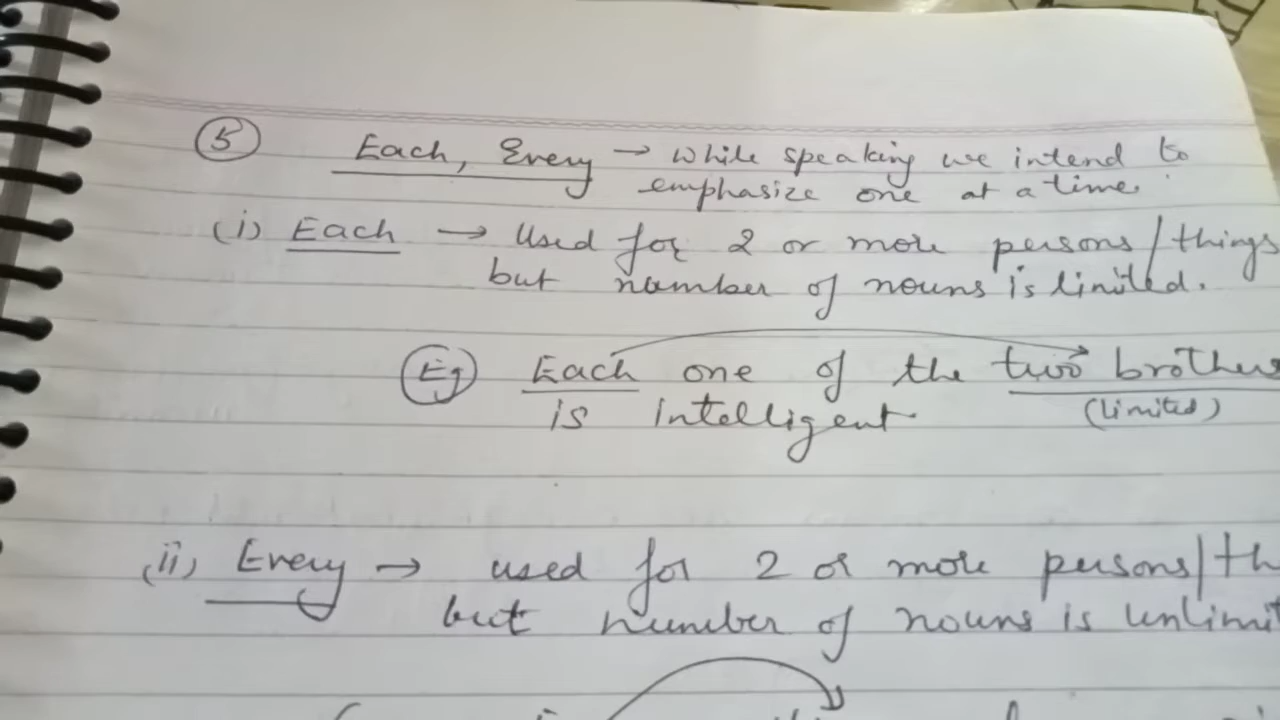 5 Each, Every → While speaking we intend to
emphasize one at a time.
(i) Each → Used for 2 or more persons/things
but number of nouns is limited.
Eg Each one of the two brothers
is intelligent (limited)
(ii) Every → used for 2 or more persons/th
but number of nouns is unlimit